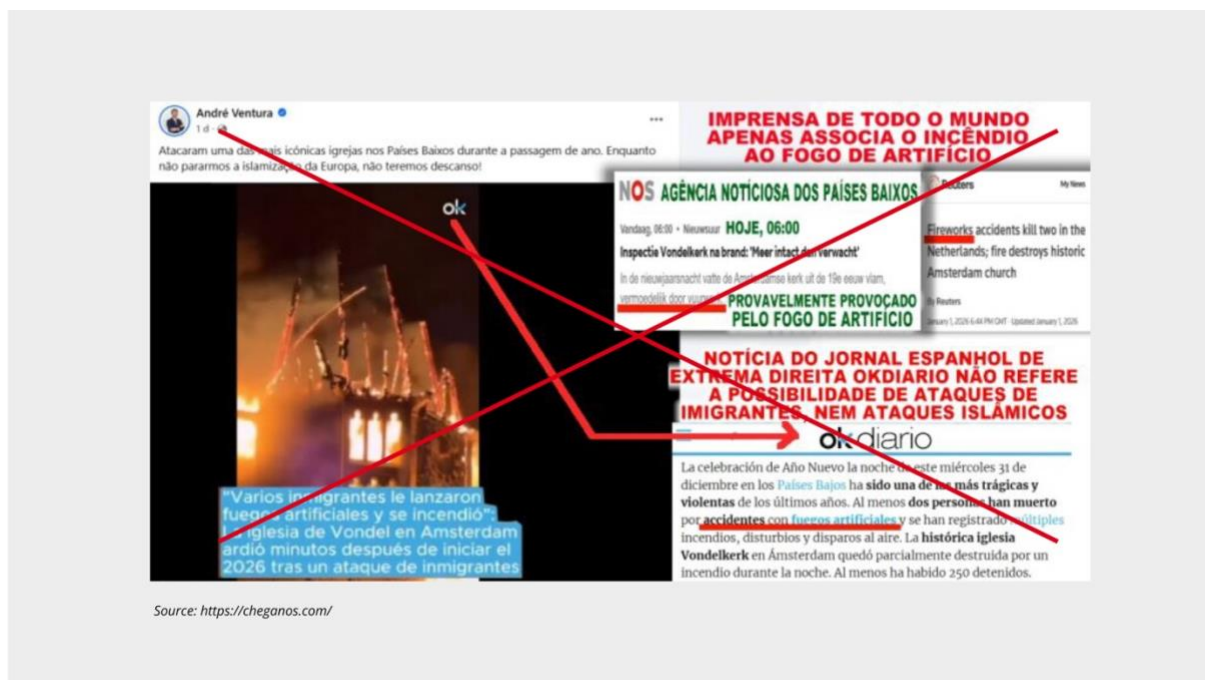 André Ventura
1 d
Atacaram uma das mais icónicas igrejas nos Países Baixos durante a passagem de ano. Enquanto
não pararmos a islamização da Europa, não teremos descanso!
ok
"Varios inmigrantes le lanzaron
fuegos artificiales y se incendió":
La iglesia de Vondel en Amsterdam
ardió minutos después de iniciar el
2026 tras un ataque de inmigrantes
IMPRENSA DE TODO O MUNDO
APENAS ASSOCIA O INCÊNDIO
AO FOGO DE ARTIFÍCIO
NOS AGÊNCIA NOTÍCIOSA DOS PAÍSES BAIXOS
Vandaag, 06:00 • Nieuwsuur HOJE, 06:00
Inspectie Vondelkerk na brand: 'Meer intact dan verwacht'
In de nieuwjaarsnacht vatte de Amsterdamse kerk uit de 19e eeuw vlam,
vermoedelijk door vuurwerk. PROVAVELMENTE PROVOCADO
PELO FOGO DE ARTIFÍCIO
Reuters
My News
Fireworks accidents kill two in the
Netherlands; fire destroys historic
Amsterdam church
By Reuters
January 1, 2026 6:44 PM GMT · Updated January 1, 2026
NOTÍCIA DO JORNAL ESPANHOL DE
EXTREMA DIREITA OKDIARIO NÃO REFERE
A POSSIBILIDADE DE ATAQUES DE
IMIGRANTES, NEM ATAQUES ISLÂMICOS
okdiario
La celebración de Año Nuevo la noche de este miércoles 31 de
diciembre en los Países Bajos ha sido una de las más trágicas y
violentas de los últimos años. Al menos dos personas han muerto
por accidentes con fuegos artificiales y se han registrado múltiples
incendios, disturbios y disparos al aire. La histórica iglesia
Vondelkerk en Ámsterdam quedó parcialmente destruida por un
incendio durante la noche. Al menos ha habido 250 detenidos.
Source: https://cheganos.com/